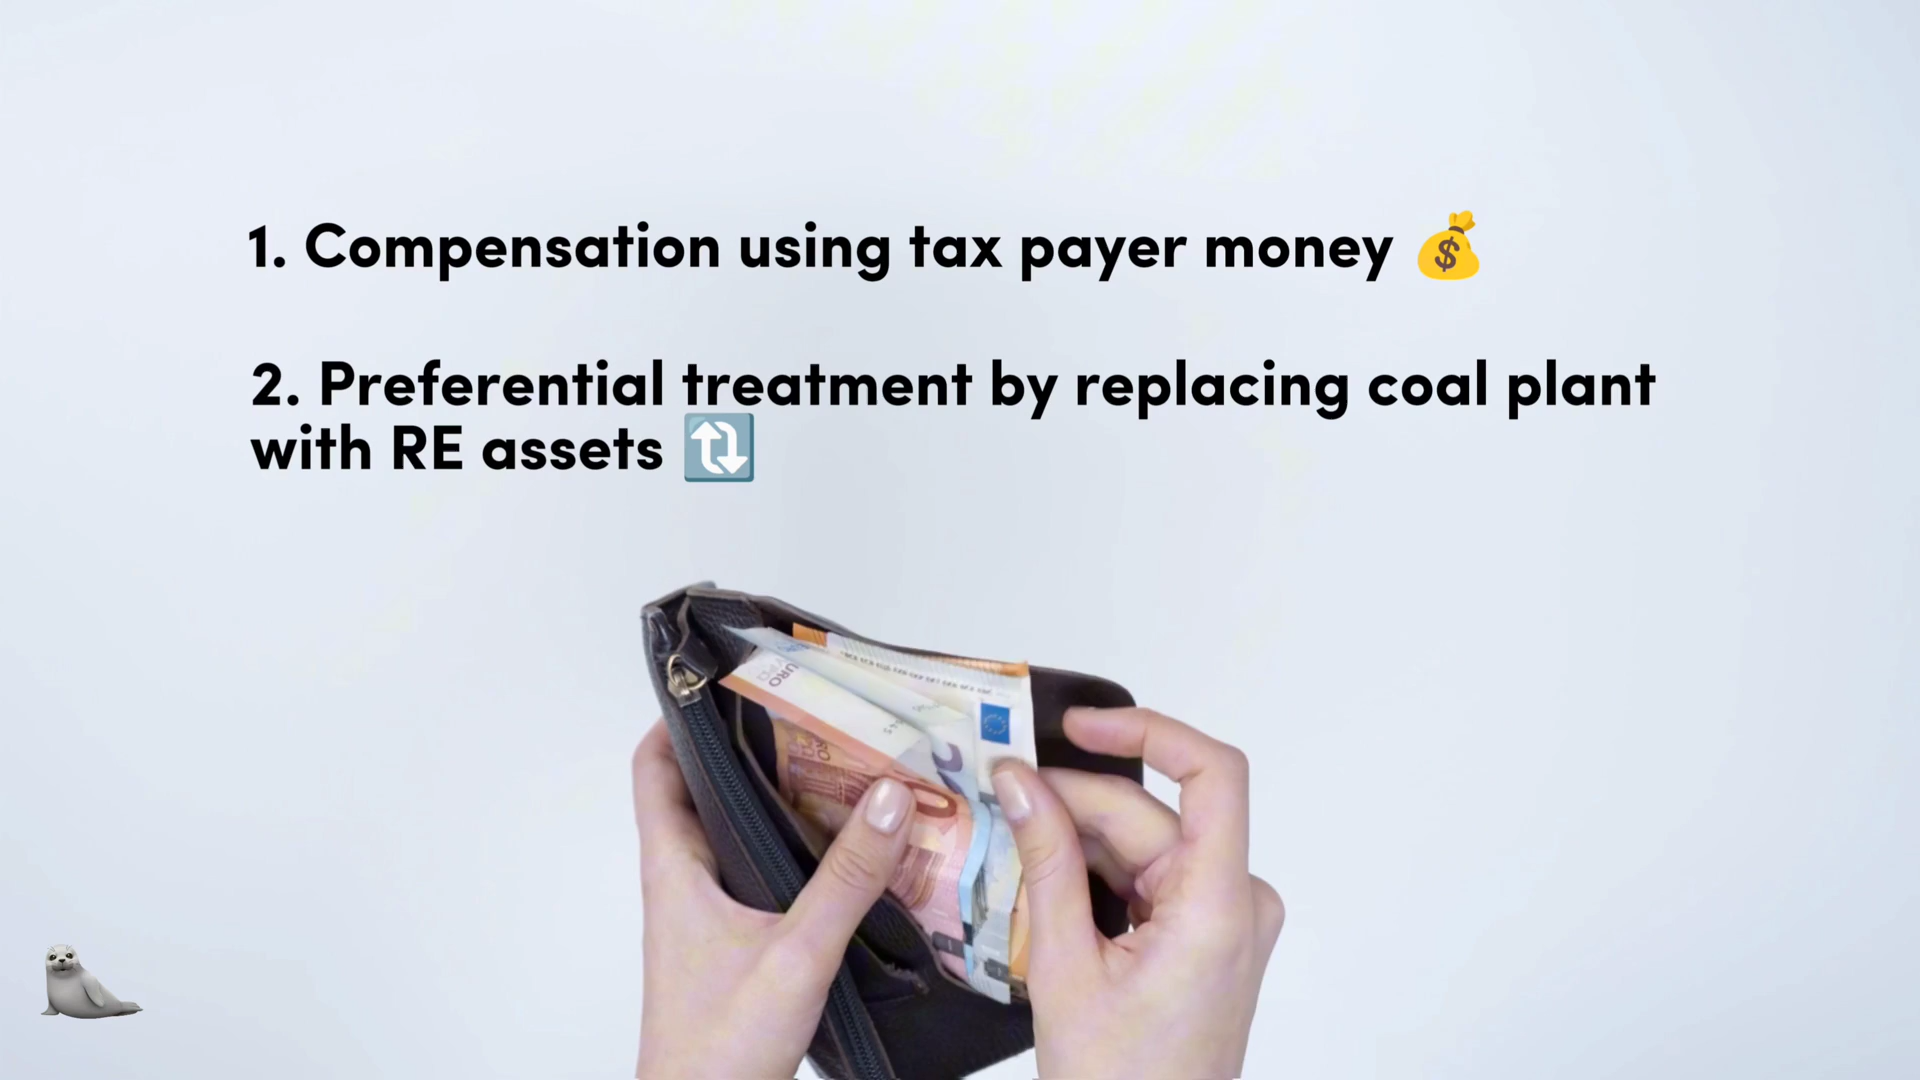 1. Compensation using tax payer money 💰
2. Preferential treatment by replacing coal plant
with RE assets 🔃